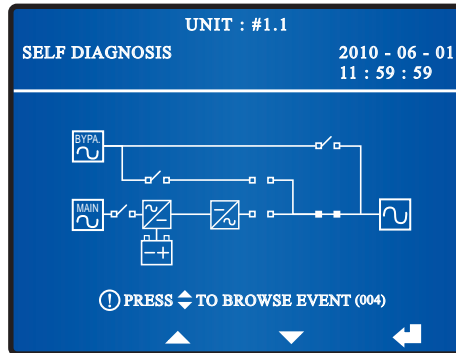 UNIT : #1.1
SELF DIAGNOSIS
2010 - 06 - 01
11 : 59 : 59
BYPA.
MAIN
PRESS TO BROWSE EVENT (004)